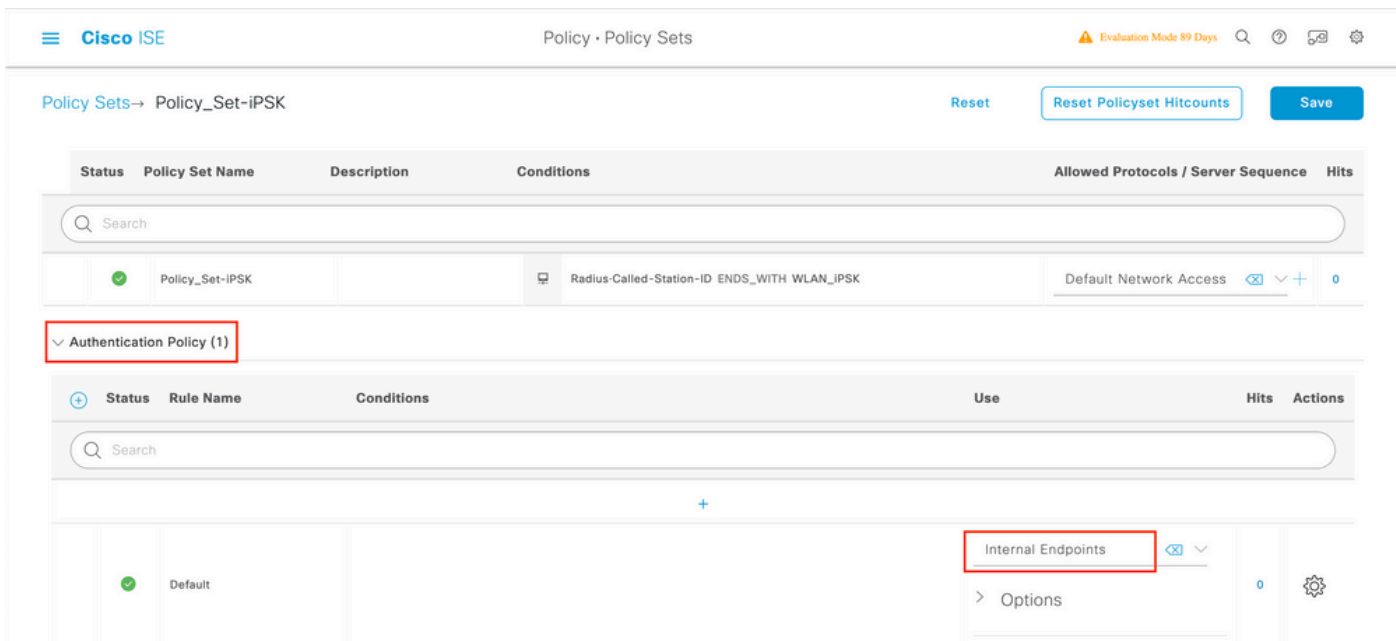 Cisco ISE Policy · Policy Sets Evaluation Mode 89 Days
Policy Sets→ Policy_Set-iPSK Reset Reset Policyset Hitcounts Save
Status Policy Set Name Description Conditions Allowed Protocols / Server Sequence Hits
Search
Policy_Set-iPSK Radius-Called-Station-ID ENDS_WITH WLAN_iPSK Default Network Access 0
Authentication Policy (1)
Status Rule Name Conditions Use Hits Actions
Search
Internal Endpoints
Default 0
Options